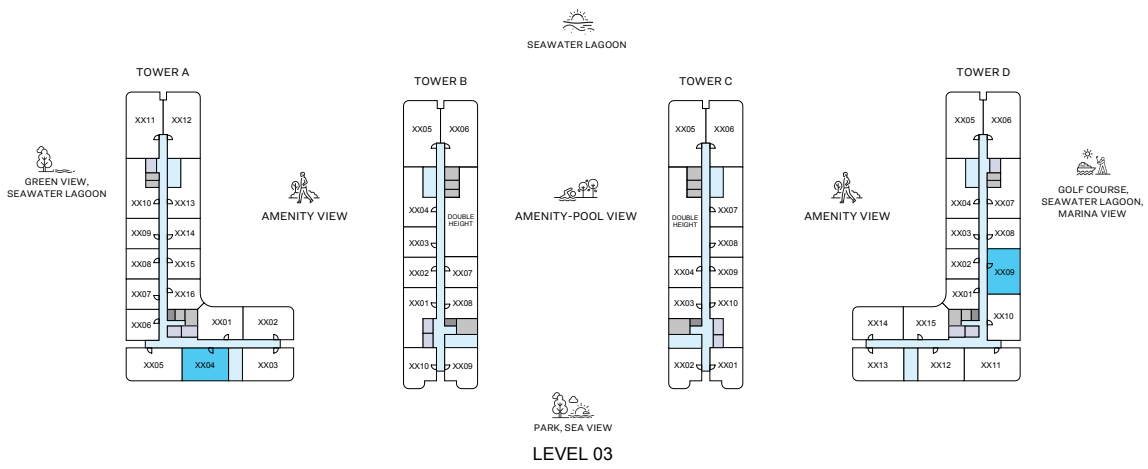 SEAWATER LAGOON
TOWER A
TOWER B
TOWER C
TOWER D
XX11
XX12
XX10
XX13
XX09
XX14
XX08
XX15
XX07
XX16
XX06
XX01
XX02
XX05
XX04
XX03
GREEN VIEW,
SEAWATER LAGOON
AMENITY VIEW
XX05
XX06
XX04
DOUBLE
HEIGHT
XX03
XX02
XX07
XX01
XX08
XX10
XX09
AMENITY-POOL VIEW
XX05
XX06
XX07
DOUBLE
HEIGHT
XX08
XX04
XX09
XX03
XX10
XX02
XX01
AMENITY VIEW
XX05
XX06
XX04
XX07
XX03
XX08
XX02
XX09
XX01
XX10
XX14
XX15
XX13
XX12
XX11
GOLF COURSE,
SEAWATER LAGOON,
MARINA VIEW
PARK, SEA VIEW
LEVEL 03